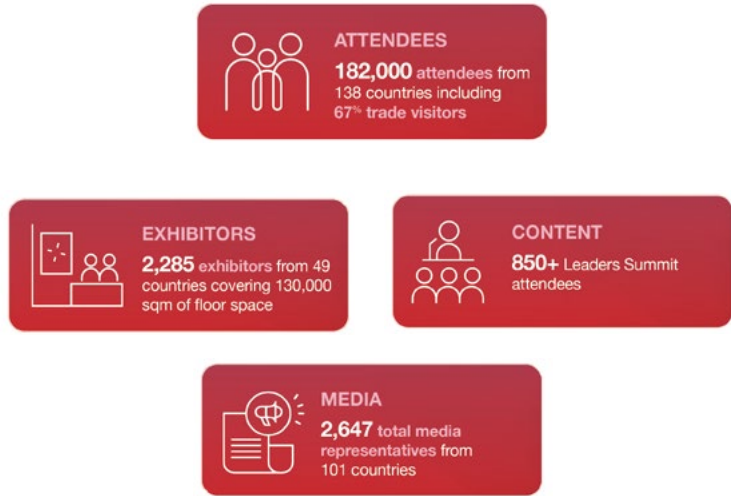 ATTENDEES
182,000 attendees from
138 countries including
67% trade visitors
EXHIBITORS
2,285 exhibitors from 49
countries covering 130,000
sqm of floor space
CONTENT
850+ Leaders Summit
attendees
MEDIA
2,647 total media
representatives from
101 countries